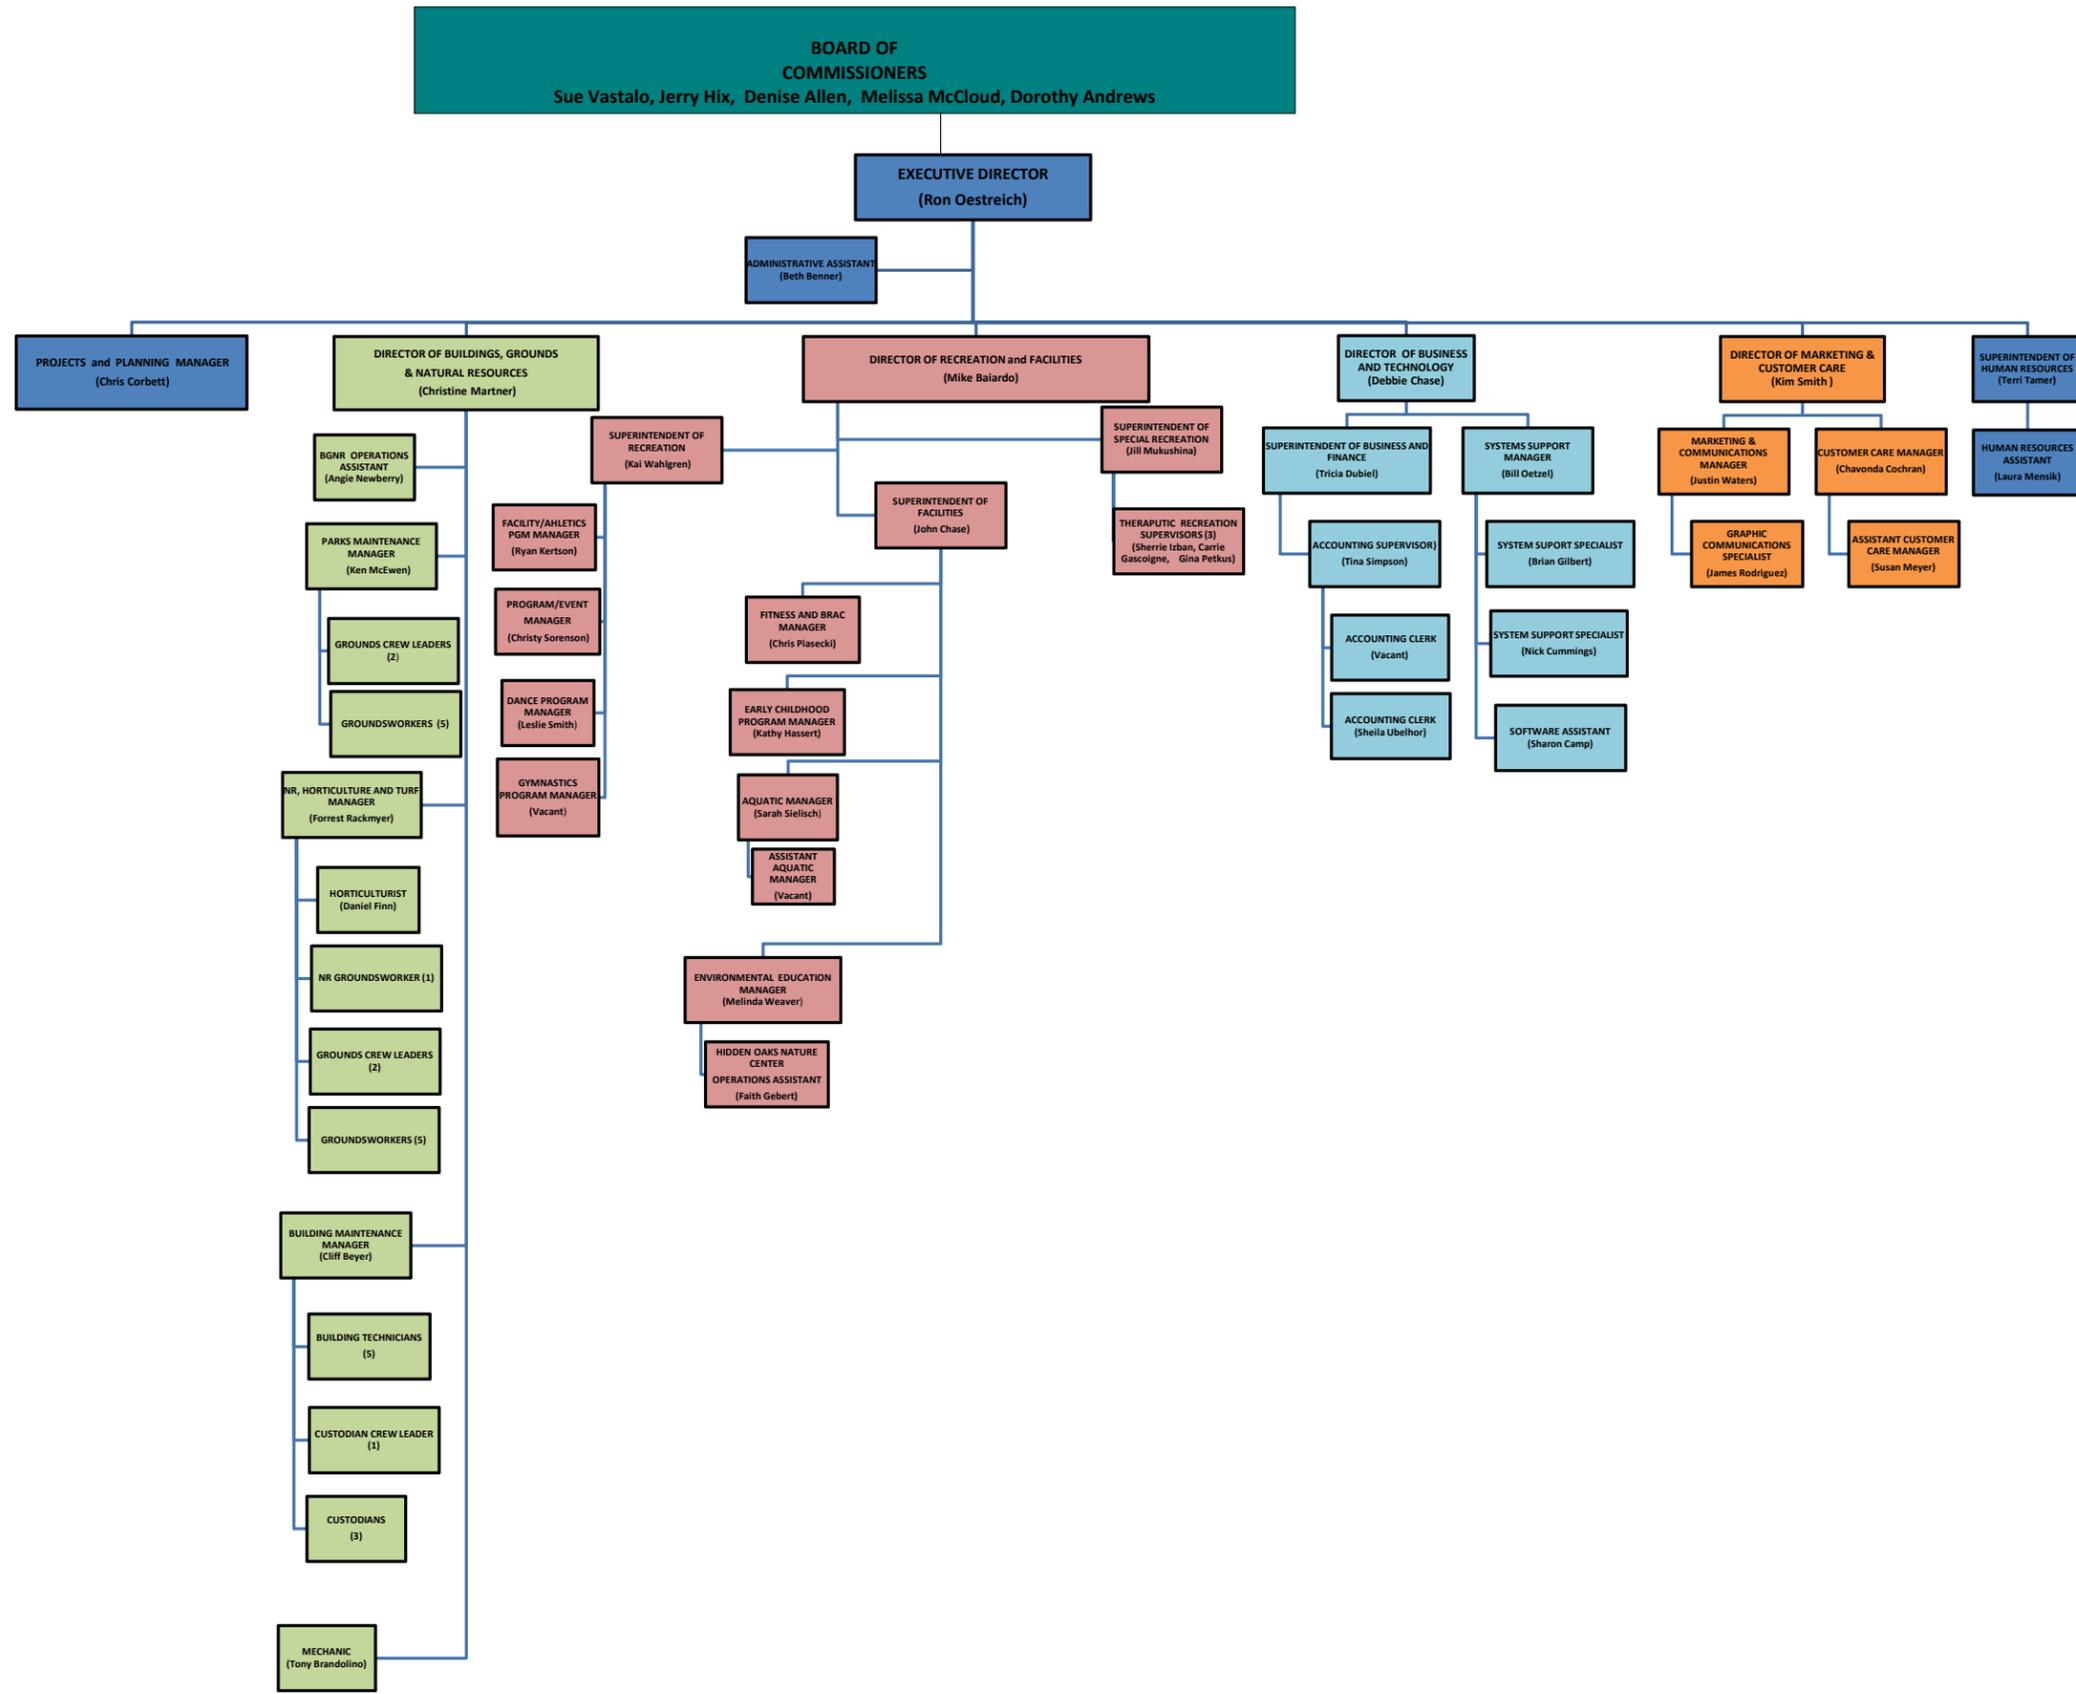 BOARD OF
COMMISSIONERS
Sue Vastalo, Jerry Hix, Denise Allen, Melissa McCloud, Dorothy Andrews
EXECUTIVE DIRECTOR
(Ron Oestreich)
ADMINISTRATIVE ASSISTANT
(Beth Benner)
PROJECTS and PLANNING MANAGER
(Chris Corbett)
DIRECTOR OF BUILDINGS, GROUNDS
& NATURAL RESOURCES
(Christine Martner)
BGNR OPERATIONS
ASSISTANT
(Angie Newberry)
PARKS MAINTENANCE
MANAGER
(Ken McEwen)
GROUNDS CREW LEADERS
(2)
GROUNDSWORKERS (5)
NR, HORTICULTURE AND TURF
MANAGER
(Forrest Rackmyer)
HORTICULTURIST
(Daniel Finn)
NR GROUNDSWORKER (1)
GROUNDS CREW LEADERS
(2)
GROUNDSWORKERS (5)
BUILDING MAINTENANCE
MANAGER
(Cliff Beyer)
BUILDING TECHNICIANS
(5)
CUSTODIAN CREW LEADER
(1)
CUSTODIANS
(3)
MECHANIC
(Tony Brandolino)
DIRECTOR OF RECREATION and FACILITIES
(Mike Baiardo)
SUPERINTENDENT OF
RECREATION
(Kai Wahlgren)
FACILITY/AHLETICS
PGM MANAGER
(Ryan Kertson)
PROGRAM/EVENT
MANAGER
(Christy Sorenson)
DANCE PROGRAM
MANAGER
(Leslie Smith)
GYMNASTICS
PROGRAM MANAGER
(Vacant)
SUPERINTENDENT OF
FACILITIES
(John Chase)
FITNESS AND BRAC
MANAGER
(Chris Piasecki)
EARLY CHILDHOOD
PROGRAM MANAGER
(Kathy Hassert)
AQUATIC MANAGER
(Sarah Sielisch)
ASSISTANT
AQUATIC
MANAGER
(Vacant)
ENVIRONMENTAL EDUCATION
MANAGER
(Melinda Weaver)
HIDDEN OAKS NATURE
CENTER
OPERATIONS ASSISTANT
(Faith Gebert)
SUPERINTENDENT OF
SPECIAL RECREATION
(Jill Mukushina)
THERAPUTIC RECREATION
SUPERVISORS (3)
(Sherrie Izban, Carrie
Gascoigne, Gina Petkus)
DIRECTOR OF BUSINESS
AND TECHNOLOGY
(Debbie Chase)
SUPERINTENDENT OF BUSINESS AND
FINANCE
(Tricia Dubiel)
ACCOUNTING SUPERVISOR)
(Tina Simpson)
ACCOUNTING CLERK
(Vacant)
ACCOUNTING CLERK
(Sheila Ubelhor)
SYSTEMS SUPPORT
MANAGER
(Bill Oetzel)
SYSTEM SUPORT SPECIALIST
(Brian Gilbert)
SYSTEM SUPPORT SPECIALIST
(Nick Cummings)
SOFTWARE ASSISTANT
(Sharon Camp)
DIRECTOR OF MARKETING &
CUSTOMER CARE
(Kim Smith )
MARKETING &
COMMUNICATIONS
MANAGER
(Justin Waters)
GRAPHIC
COMMUNICATIONS
SPECIALIST
(James Rodriguez)
CUSTOMER CARE MANAGER
(Chavonda Cochran)
ASSISTANT CUSTOMER
CARE MANAGER
(Susan Meyer)
SUPERINTENDENT OF
HUMAN RESOURCES
(Terri Tamer)
HUMAN RESOURCES
ASSISTANT
(Laura Mensik)